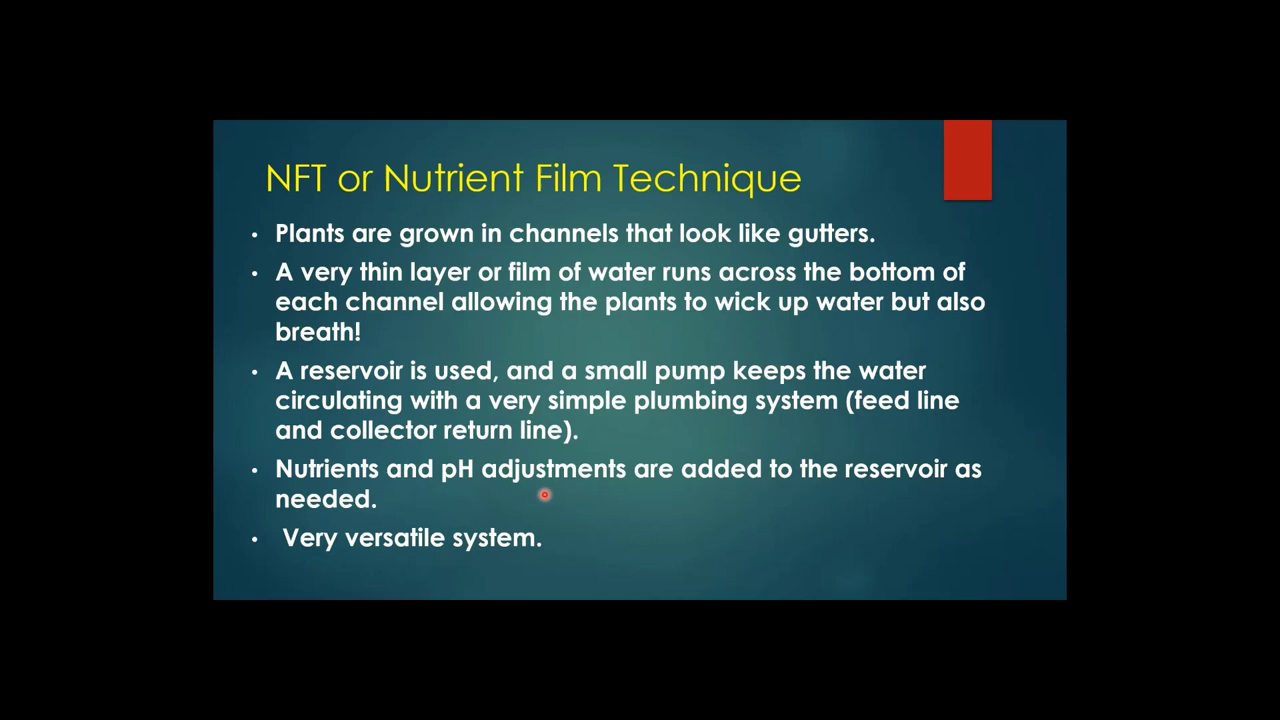 NFT or Nutrient Film Technique
• Plants are grown in channels that look like gutters.
• A very thin layer or film of water runs across the bottom of
each channel allowing the plants to wick up water but also
breath!
• A reservoir is used, and a small pump keeps the water
circulating with a very simple plumbing system (feed line
and collector return line).
• Nutrients and pH adjustments are added to the reservoir as
needed.
• Very versatile system.